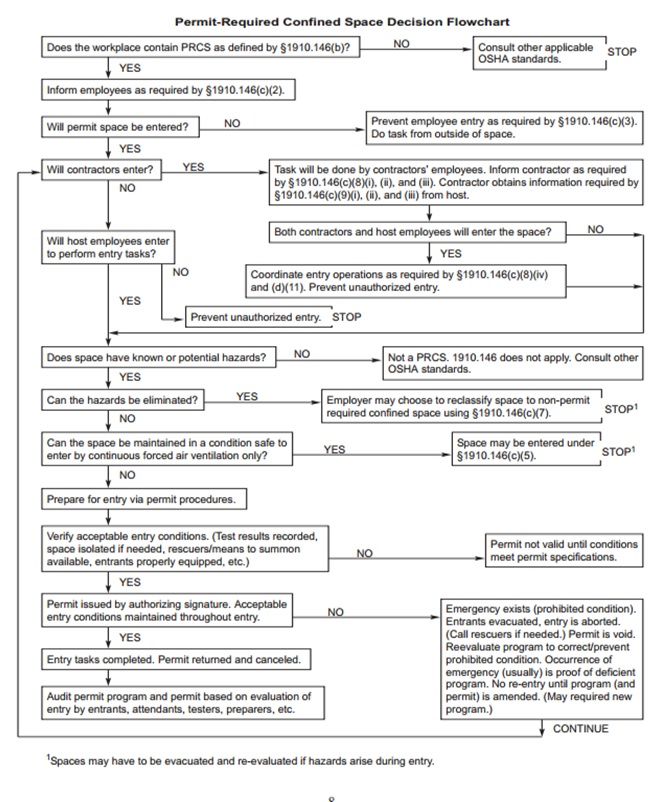 Permit-Required Confined Space Decision Flowchart
Does the workplace contain PRCS as defined by §1910.146(b)?
NO
Consult other applicable
OSHA standards.
STOP
YES
Inform employees as required by §1910.146(c)(2).
Will permit space be entered?
NO
Prevent employee entry as required by §1910.146(c)(3).
Do task from outside of space.
YES
Will contractors enter?
YES
Task will be done by contractors' employees. Inform contractor as required
by §1910.146(c)(8)(i), (ii), and (iii). Contractor obtains information required by
§1910.146(c)(9)(i), (ii), and (iii) from host.
NO
Both contractors and host employees will enter the space?
NO
YES
Will host employees enter
to perform entry tasks?
NO
Coordinate entry operations as required by §1910.146(c)(8)(iv)
and (d)(11). Prevent unauthorized entry.
YES
Prevent unauthorized entry.
STOP
Does space have known or potential hazards?
NO
Not a PRCS. 1910.146 does not apply. Consult other
OSHA standards.
YES
Can the hazards be eliminated?
YES
Employer may choose to reclassify space to non-permit
required confined space using §1910.146(c)(7).
STOP¹
NO
Can the space be maintained in a condition safe to
enter by continuous forced air ventilation only?
YES
Space may be entered under
§1910.146(c)(5).
STOP¹
NO
Prepare for entry via permit procedures.
Verify acceptable entry conditions. (Test results recorded,
space isolated if needed, rescuers/means to summon
available, entrants properly equipped, etc.)
NO
Permit not valid until conditions
meet permit specifications.
YES
Permit issued by authorizing signature. Acceptable
entry conditions maintained throughout entry.
NO
Emergency exists (prohibited condition).
Entrants evacuated, entry is aborted.
(Call rescuers if needed.) Permit is void.
Reevaluate program to correct/prevent
prohibited condition. Occurrence of
emergency (usually) is proof of deficient
program. No re-entry until program (and
permit) is amended. (May required new
program.)
YES
Entry tasks completed. Permit returned and canceled.
Audit permit program and permit based on evaluation of
entry by entrants, attendants, testers, preparers, etc.
CONTINUE
¹Spaces may have to be evacuated and re-evaluated if hazards arise during entry.